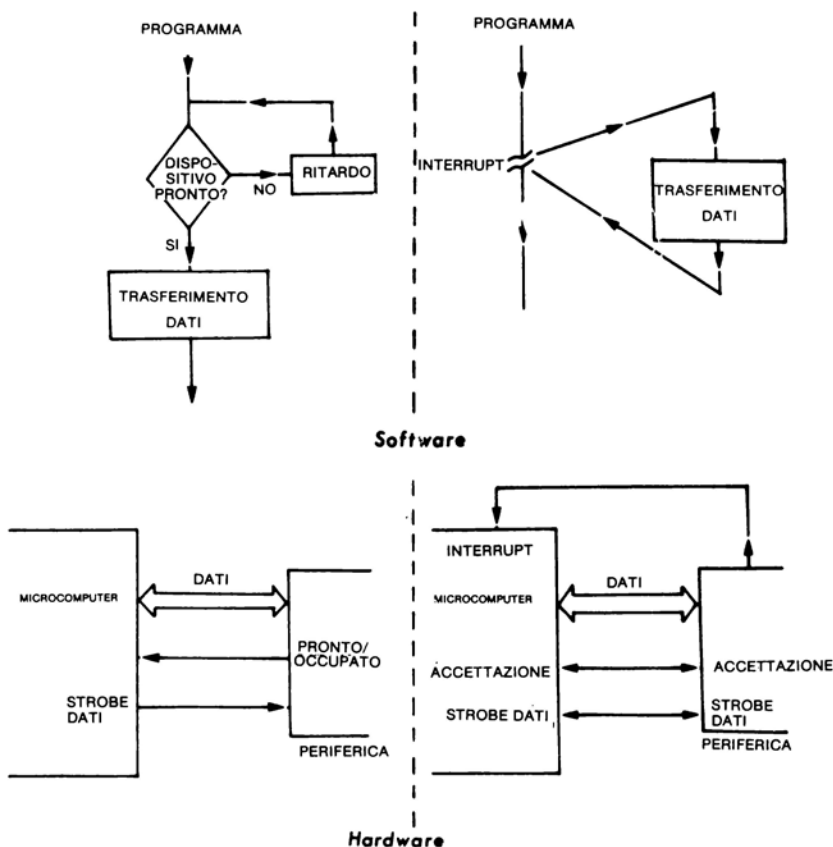 PROGRAMMA
DISPO-
SITIVO
PRONTO?
NO
RITARDO
SI
TRASFERIMENTO
DATI
PROGRAMMA
INTERRUPT
TRASFERIMENTO
DATI
Software
MICROCOMPUTER
DATI
PRONTO/
OCCUPATO
STROBE
DATI
PERIFERICA
INTERRUPT
MICROCOMPUTER
DATI
ACCETTAZIONE
ACCETTAZIONE
STROBE DATI
STROBE
DATI
PERIFERICA
Hardware